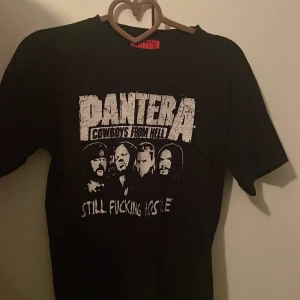 PANTERA
COWBOYS FROM HELL
STILL FUCKING